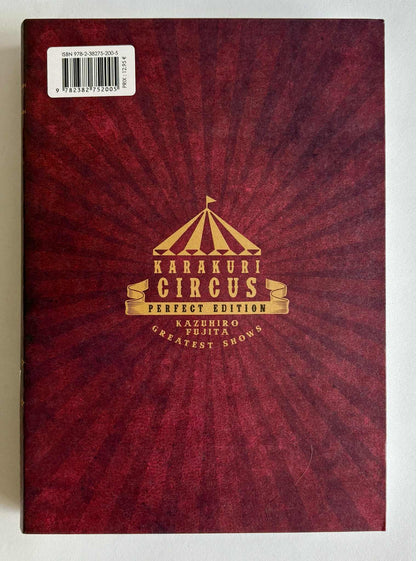 ISBN 978-2-38275-200-5
9 782382 752005
PRIX : 12,95 €
KARAKURI
CIRCUS
PERFECT EDITION
KAZUHIRO
FUJITA
GREATEST SHOWS